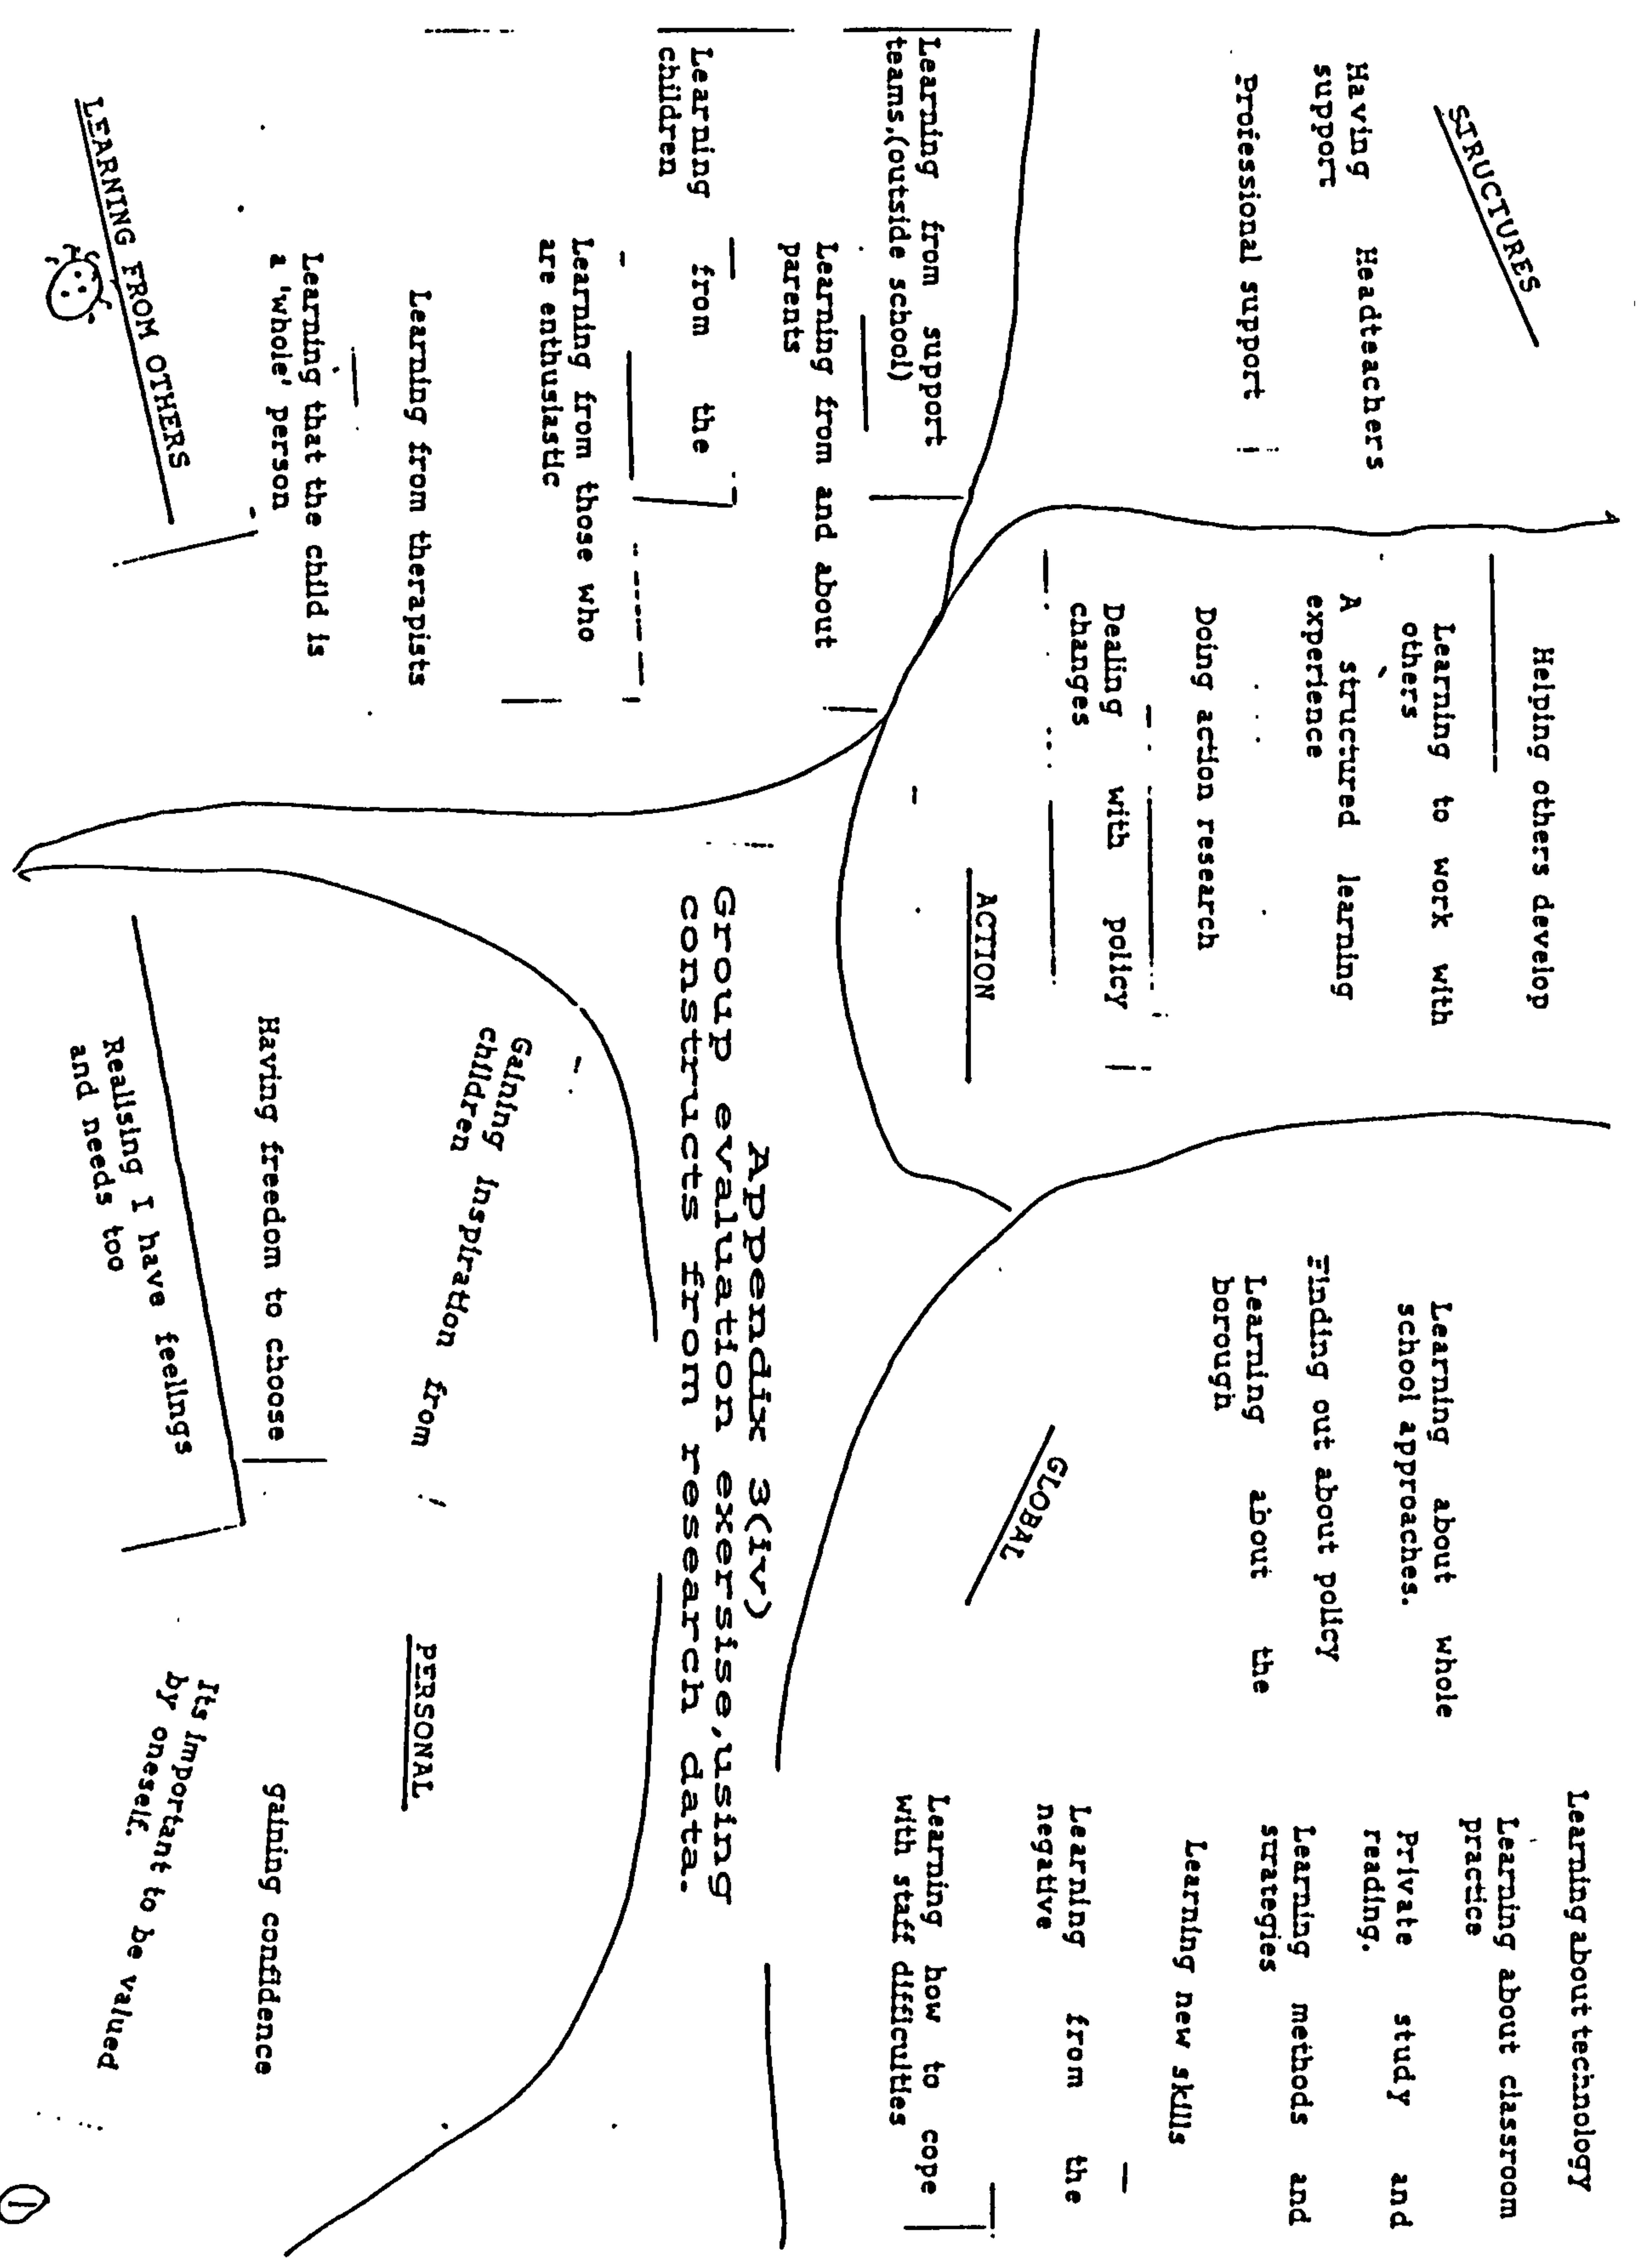 STRUCTURES
Having Headteachers
support
Professional support
Helping others develop
Learning to work with
others
A structured learning
experience
Doing action research
Dealing with policy
changes
ACTION
Learning about whole
school approaches.
Finding out about policy
Learning about the
borough
GLOBAL
Learning about technology
Learning about classroom
practice
Private study and
reading.
Learning methods and
strategies
Learning new skills
Learning from the
negative
Learning how to cope
with staff difficulties
Learning from support
teams,(outside school)
Learning from and about
parents
Learning from the
children
Learning from those who
are enthusiastic
Learning from therapists
Learning that the child is
a 'whole' person
LEARNING FROM OTHERS
Appendix 3(iv)
Group evaluation exersise,using
constructs from research data.
Gaining inspiration from
children
Having freedom to choose
Realising I have feelings
and needs too
PERSONAL
gaining confidence
Its important to be valued
by oneself.
1